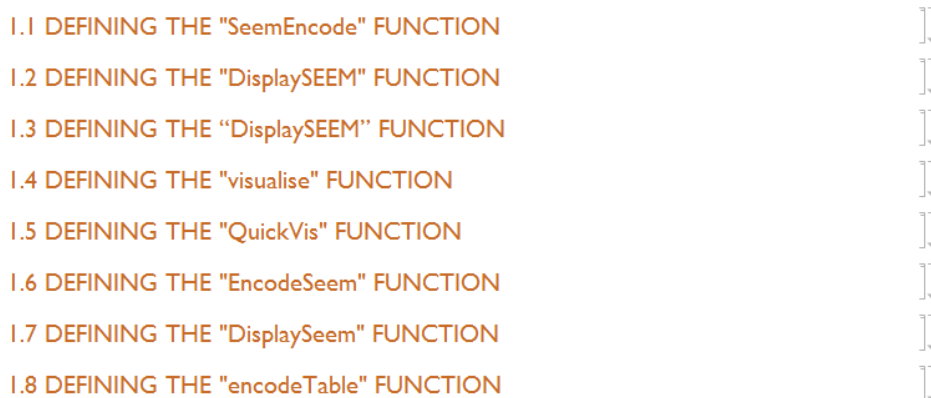 1.1 DEFINING THE "SeemEncode" FUNCTION
1.2 DEFINING THE "DisplaySEEM" FUNCTION
1.3 DEFINING THE “DisplaySEEM” FUNCTION
1.4 DEFINING THE "visualise" FUNCTION
1.5 DEFINING THE "QuickVis" FUNCTION
1.6 DEFINING THE "EncodeSeem" FUNCTION
1.7 DEFINING THE "DisplaySeem" FUNCTION
1.8 DEFINING THE "encodeTable" FUNCTION